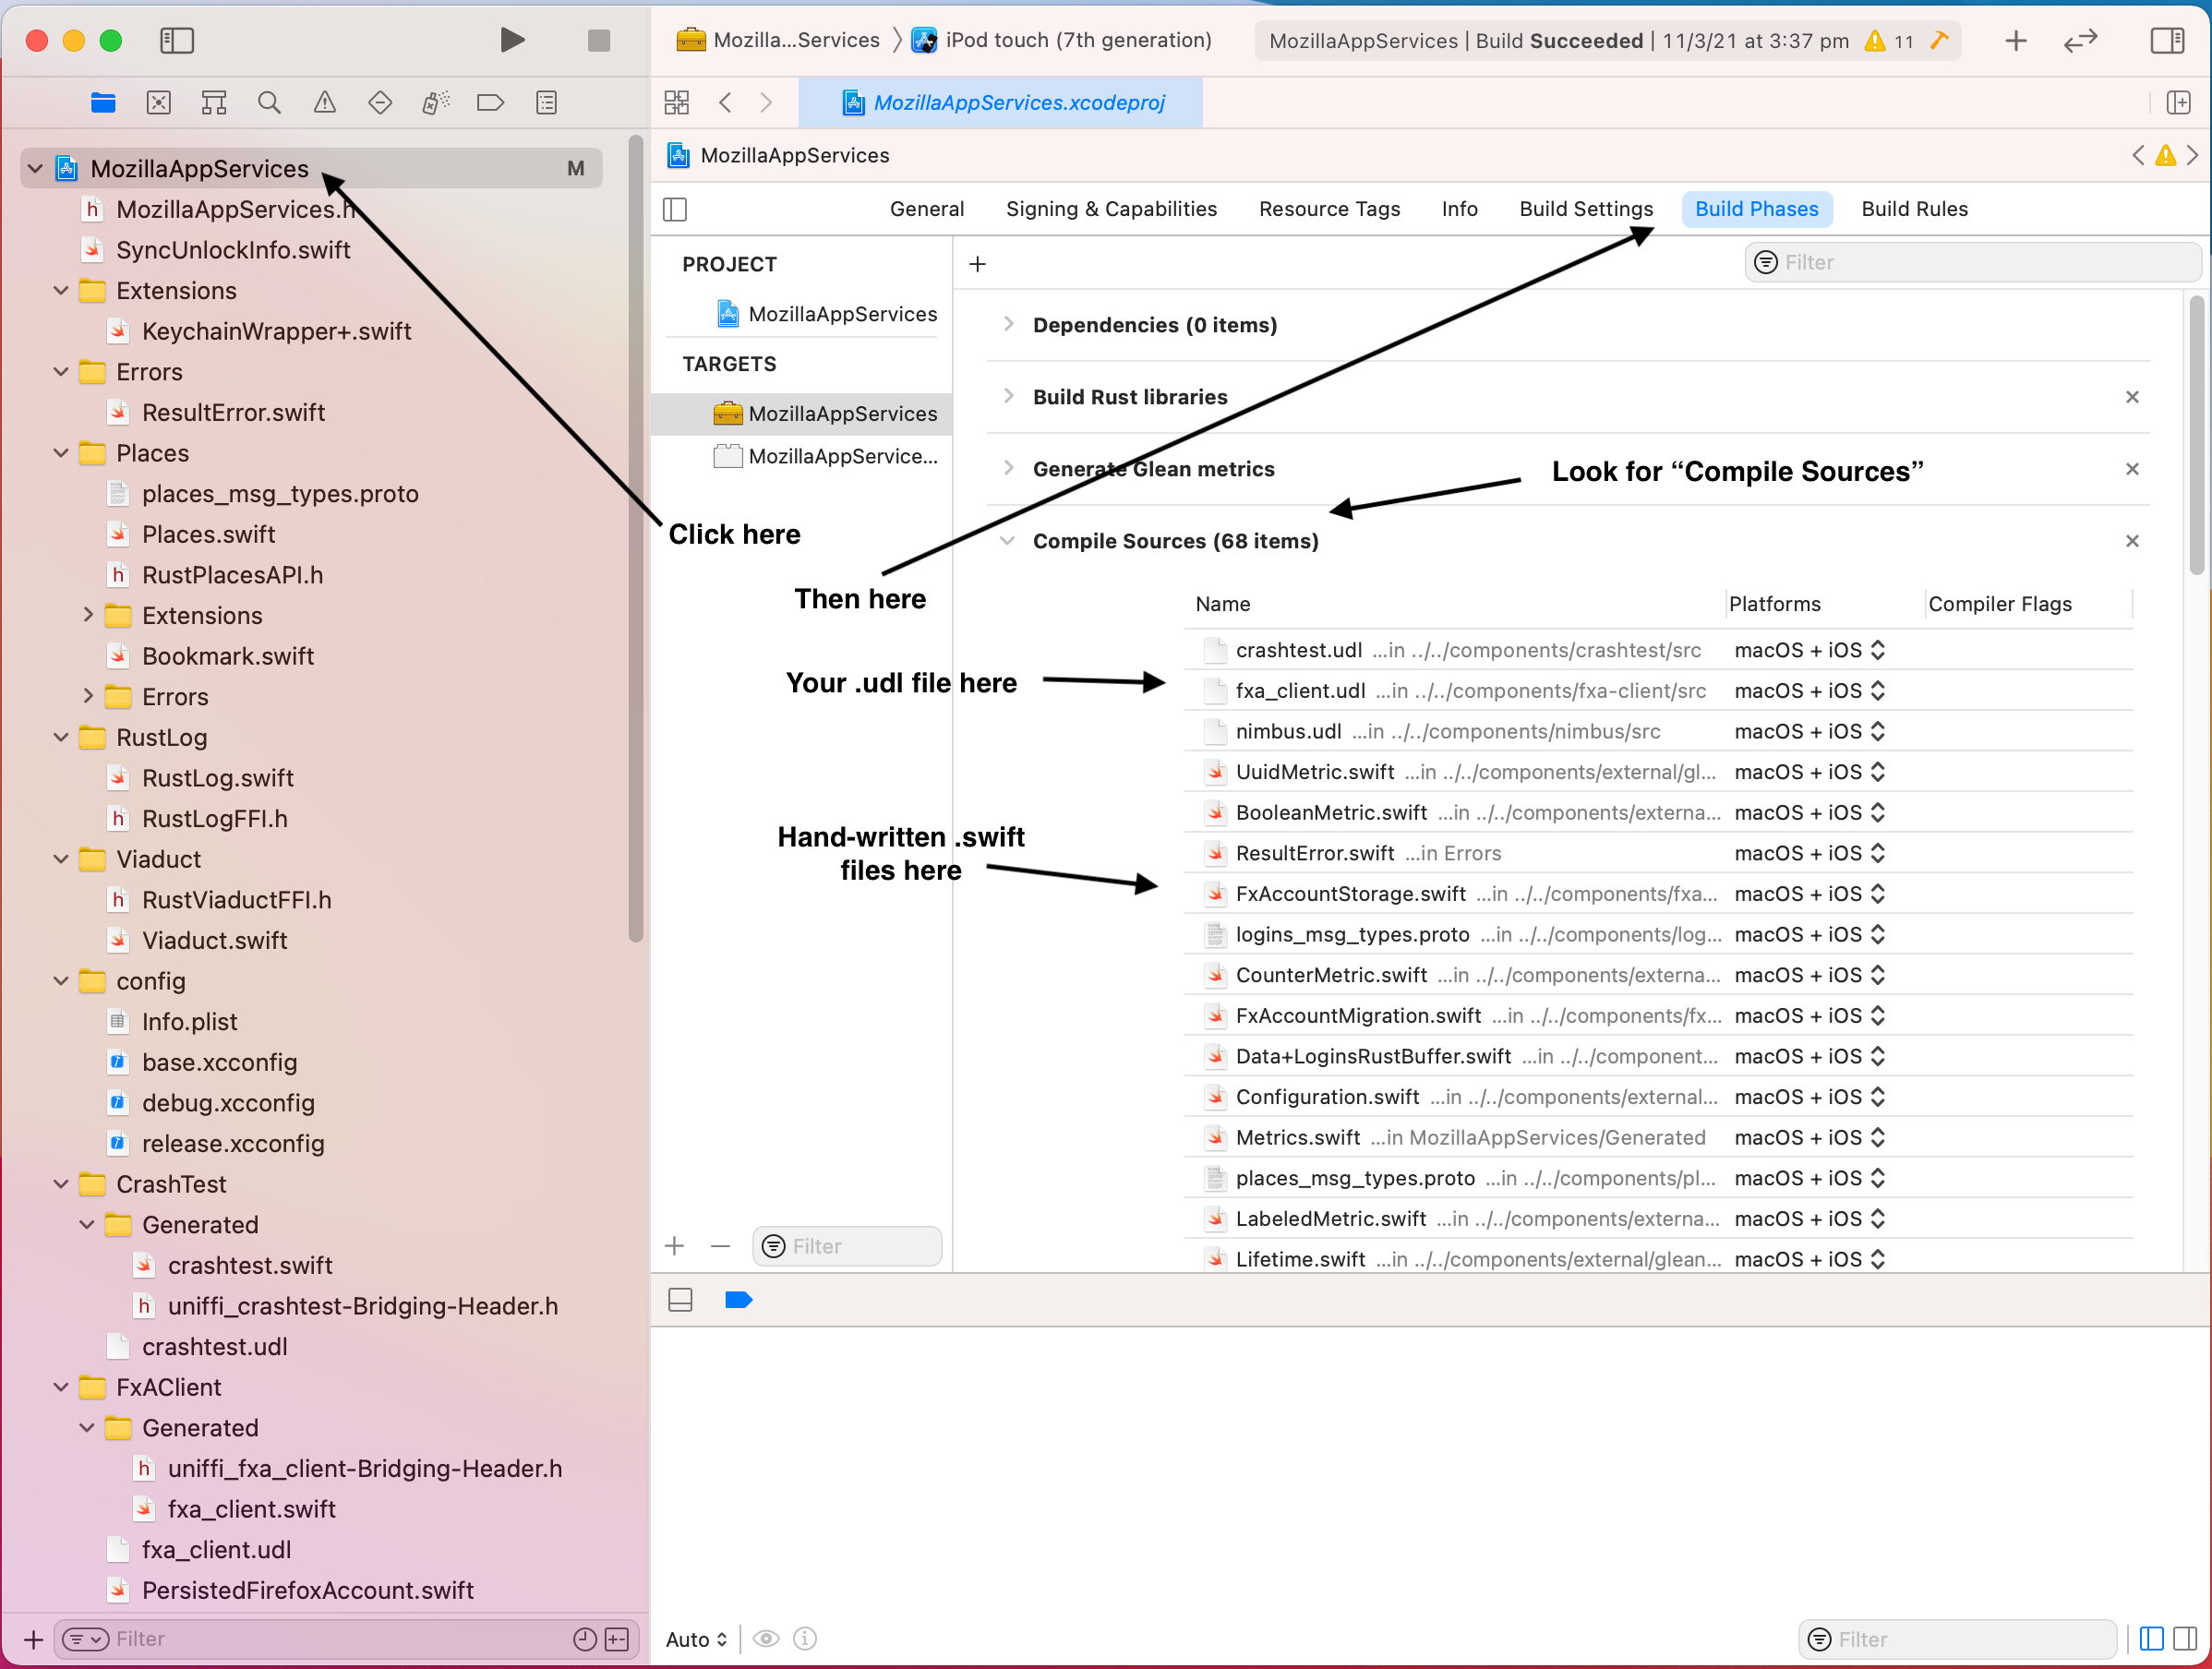 Mozilla...Services
iPod touch (7th generation)
MozillaAppServices | Build Succeeded | 11/3/21 at 3:37 pm
11
MozillaAppServices.xcodeproj
MozillaAppServices
M
MozillaAppServices.h
SyncUnlockInfo.swift
Extensions
KeychainWrapper+.swift
Errors
ResultError.swift
Places
places_msg_types.proto
Places.swift
RustPlacesAPI.h
Extensions
Bookmark.swift
Errors
RustLog
RustLog.swift
RustLogFFI.h
Viaduct
RustViaductFFI.h
Viaduct.swift
config
Info.plist
base.xcconfig
debug.xcconfig
release.xcconfig
CrashTest
Generated
crashtest.swift
uniffi_crashtest-Bridging-Header.h
crashtest.udl
FxAClient
Generated
uniffi_fxa_client-Bridging-Header.h
fxa_client.swift
fxa_client.udl
PersistedFirefoxAccount.swift
Filter
MozillaAppServices
General Signing & Capabilities Resource Tags Info Build Settings Build Phases Build Rules
PROJECT
MozillaAppServices
TARGETS
MozillaAppServices
MozillaAppService...
Filter
Filter
Dependencies (0 items)
Build Rust libraries
Generate Glean metrics
Look for “Compile Sources”
Compile Sources (68 items)
Click here
Then here
Your .udl file here
Hand-written .swift
files here
Name Platforms Compiler Flags
crashtest.udl ...in ../../components/crashtest/src macOS + iOS
fxa_client.udl ...in ../../components/fxa-client/src macOS + iOS
nimbus.udl ...in ../../components/nimbus/src macOS + iOS
UuidMetric.swift ...in ../../components/external/gl... macOS + iOS
BooleanMetric.swift ...in ../../components/externa... macOS + iOS
ResultError.swift ...in Errors macOS + iOS
FxAccountStorage.swift ...in ../../components/fxa... macOS + iOS
logins_msg_types.proto ...in ../../components/log... macOS + iOS
CounterMetric.swift ...in ../../components/externa... macOS + iOS
FxAccountMigration.swift ...in ../../components/fx... macOS + iOS
Data+LoginsRustBuffer.swift ...in ../../component... macOS + iOS
Configuration.swift ...in ../../components/external... macOS + iOS
Metrics.swift ...in MozillaAppServices/Generated macOS + iOS
places_msg_types.proto ...in ../../components/pl... macOS + iOS
LabeledMetric.swift ...in ../../components/externa... macOS + iOS
Lifetime.swift ...in ../../components/external/glean... macOS + iOS
Auto
Filter